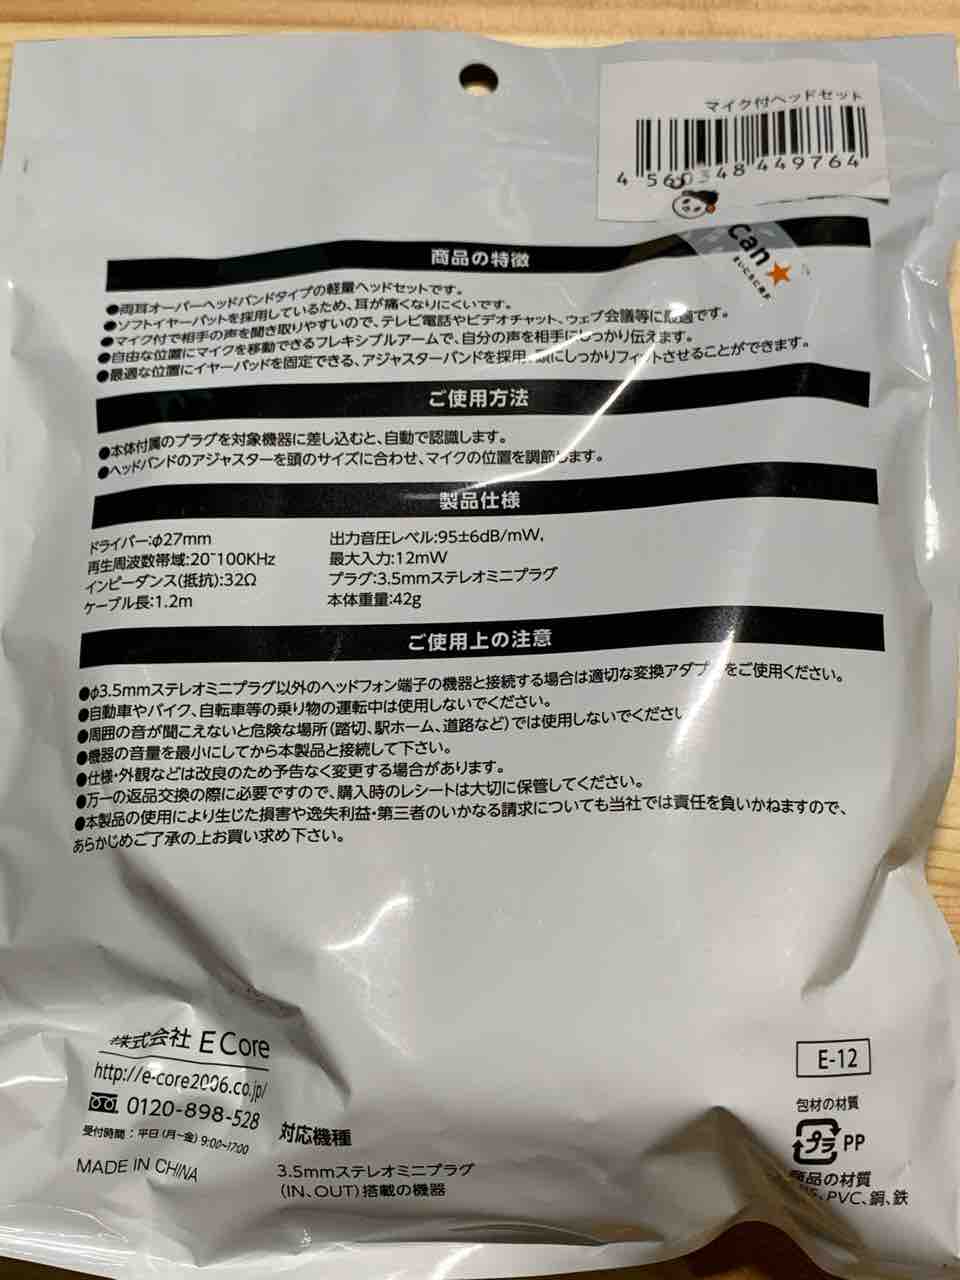 マイク付ヘッドセット
4 560348 449764
Can★
まいにちに発見。
商品の特徴
●両耳オーバーヘッドバンドタイプの軽量ヘッドセットです。
●ソフトイヤーパットを採用しているため、耳が痛くなりにくいです。
●マイク付で相手の声を聞き取りやすいので、テレビ電話やビデオチャット、ウェブ会議等に最適です。
●自由な位置にマイクを移動できるフレキシブルアームで、自分の声を相手にしっかり伝えます。
●最適な位置にイヤーパッドを固定できる、アジャスターバンドを採用、頭にしっかりフィットさせることができます。
ご使用方法
●本体付属のプラグを対象機器に差し込むと、自動で認識します。
●ヘッドバンドのアジャスターを頭のサイズに合わせ、マイクの位置を調節します。
製品仕様
ドライバー:φ27mm
再生周波数帯域:20~100KHz
インピーダンス(抵抗):32Ω
ケーブル長:1.2m
出力音圧レベル:95±6dB/mW,
最大入力:12mW
プラグ:3.5mmステレオミニプラグ
本体重量:42g
ご使用上の注意
●φ3.5mmステレオミニプラグ以外のヘッドフォン端子の機器と接続する場合は適切な変換アダプタをご使用ください。
●自動車やバイク、自転車等の乗り物の運転中は使用しないでください。
●周囲の音が聞こえないと危険な場所(踏切、駅ホーム、道路など)では使用しないでください
●機器の音量を最小にしてから本製品と接続して下さい。
●仕様・外観などは改良のため予告なく変更する場合があります。
●万一の返品交換の際に必要ですので、購入時のレシートは大切に保管してください。
●本製品の使用により生じた損害や逸失利益・第三者のいかなる請求についても当社では責任を負いかねますので、
あらかじめご了承の上お買い求め下さい。
株式会社 E Core
http://e-core2006.co.jp/
0120-898-528
受付時間：平日(月~金) 9:00~17:00
MADE IN CHINA
対応機種
3.5mmステレオミニプラグ
(IN、OUT)搭載の機器
E-12
包材の材質
プラ PP
商品の材質
PVC、銅、鉄